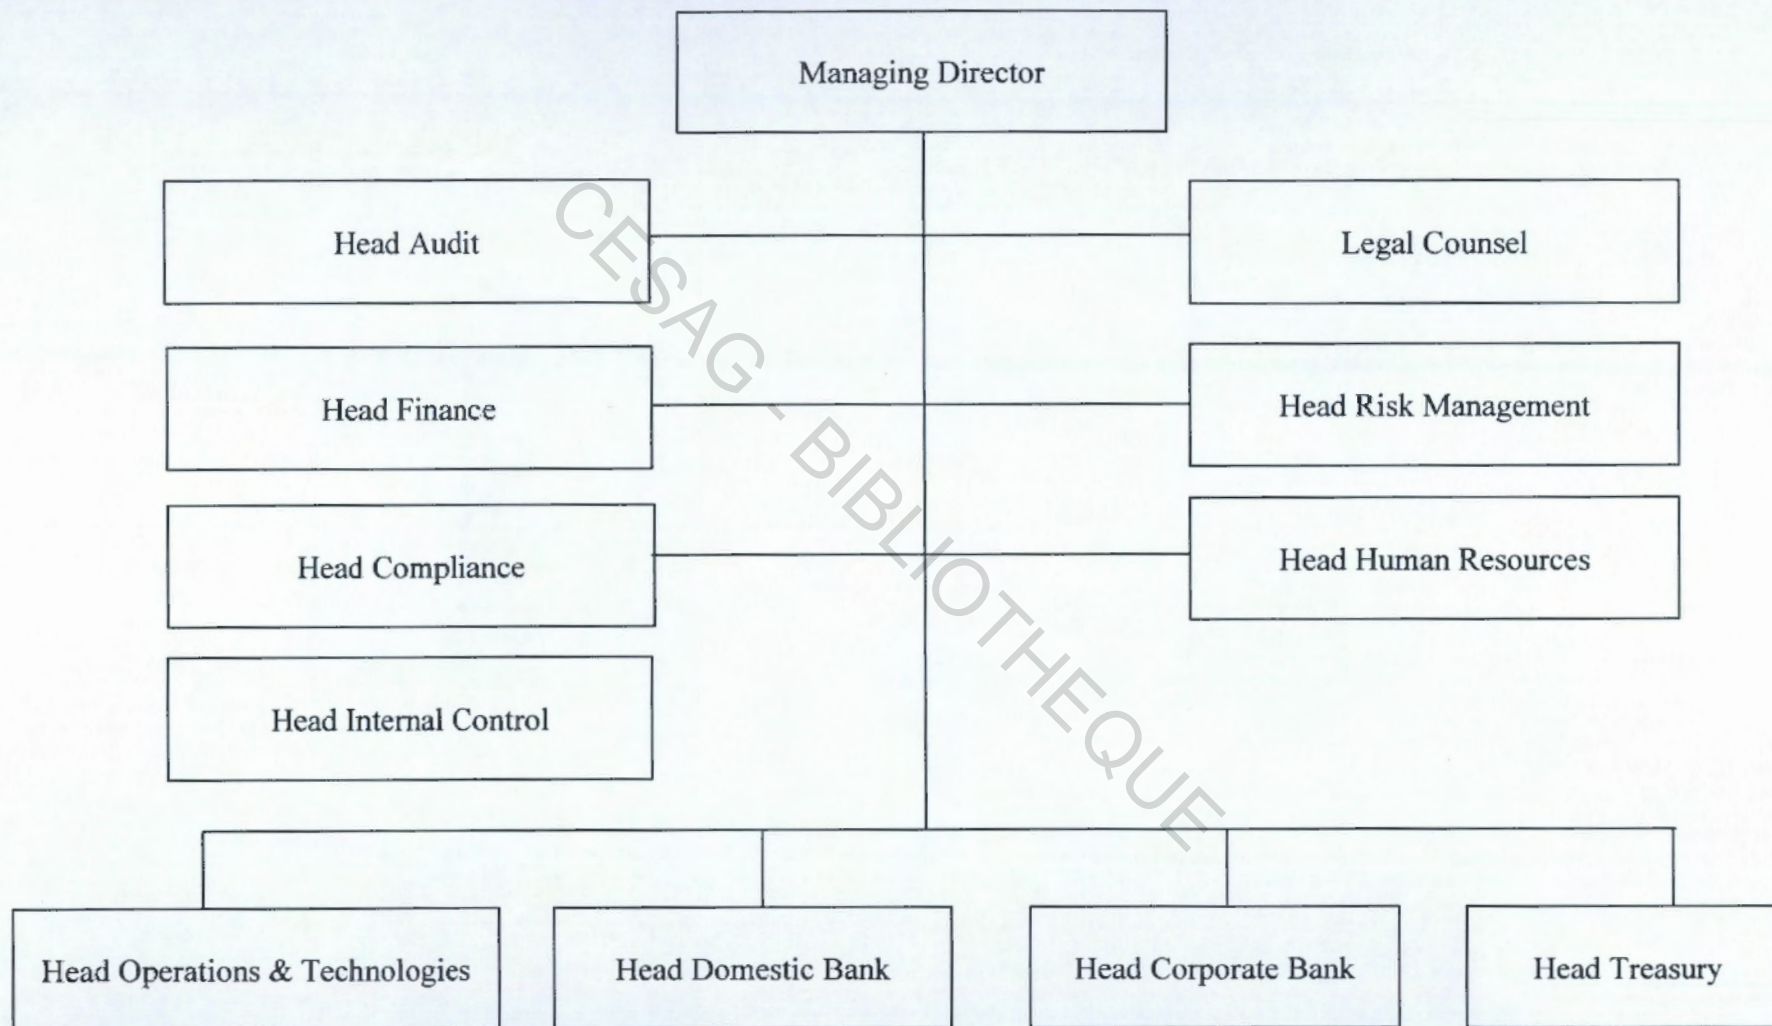 Managing Director
Head Audit
Legal Counsel
Head Finance
Head Risk Management
Head Compliance
Head Human Resources
Head Internal Control
Head Operations & Technologies
Head Domestic Bank
Head Corporate Bank
Head Treasury
CESAG - BIBLIOTHEQUE